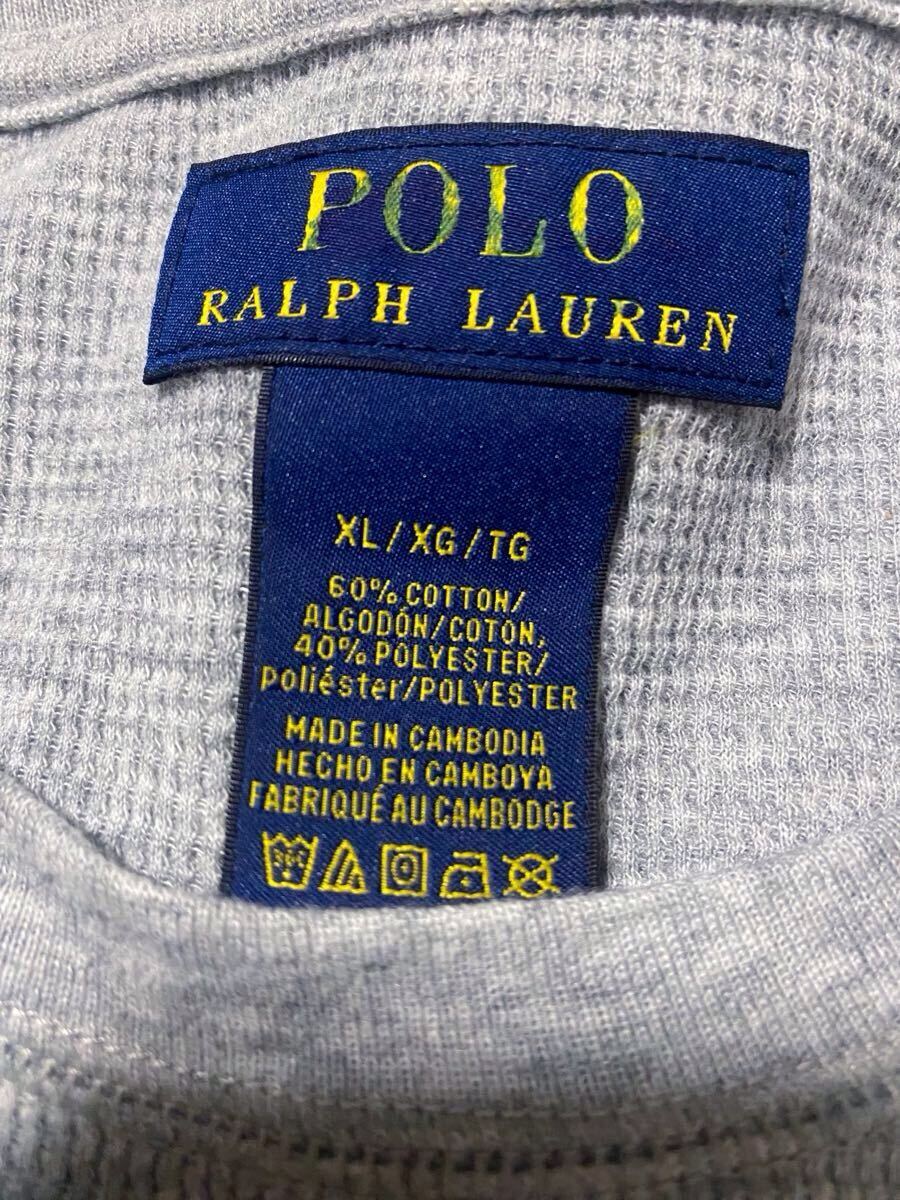 POLO
RALPH LAUREN
XL/XG/TG
60% COTTON/
ALGODÓN/COTON,
40% POLYESTER/
poliéster/POLYESTER
MADE IN CAMBODIA
HECHO EN CAMBOYA
FABRIQUÉ AU CAMBODGE